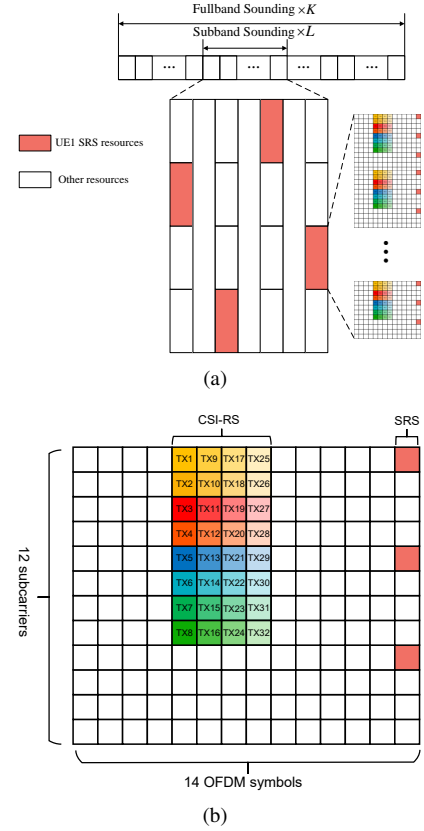 Fullband Sounding ×K
Subband Sounding ×L
... ... ... ...
UE1 SRS resources
Other resources
(a)
CSI-RS SRS
TX1 TX9 TX17 TX25
TX2 TX10 TX18 TX26
TX3 TX11 TX19 TX27
TX4 TX12 TX20 TX28
TX5 TX13 TX21 TX29
TX6 TX14 TX22 TX30
TX7 TX15 TX23 TX31
TX8 TX16 TX24 TX32
12 subcarriers
14 OFDM symbols
(b)